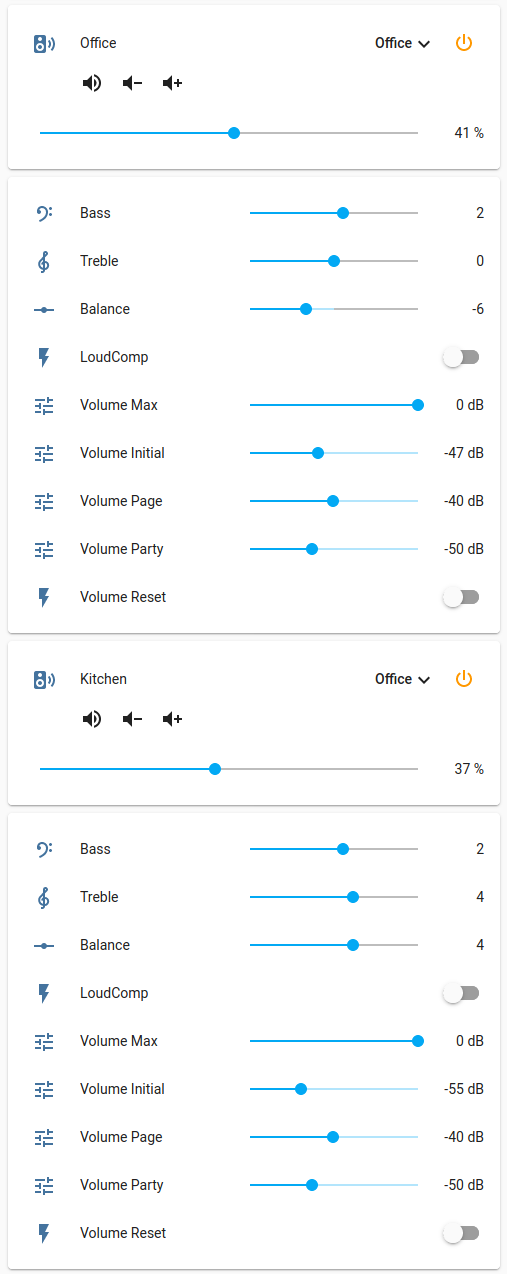 Office Office
41 %
Bass 2
Treble 0
Balance -6
LoudComp
Volume Max 0 dB
Volume Initial -47 dB
Volume Page -40 dB
Volume Party -50 dB
Volume Reset
Kitchen Office
37 %
Bass 2
Treble 4
Balance 4
LoudComp
Volume Max 0 dB
Volume Initial -55 dB
Volume Page -40 dB
Volume Party -50 dB
Volume Reset